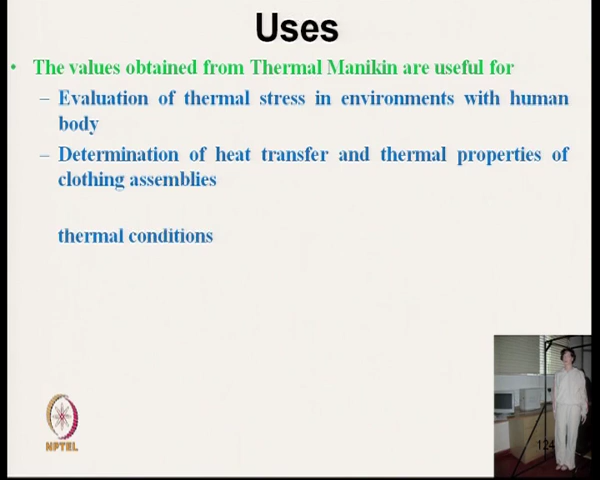 Uses
• The values obtained from Thermal Manikin are useful for
– Evaluation of thermal stress in environments with human
body
– Determination of heat transfer and thermal properties of
clothing assemblies
thermal conditions
124
NPTEL